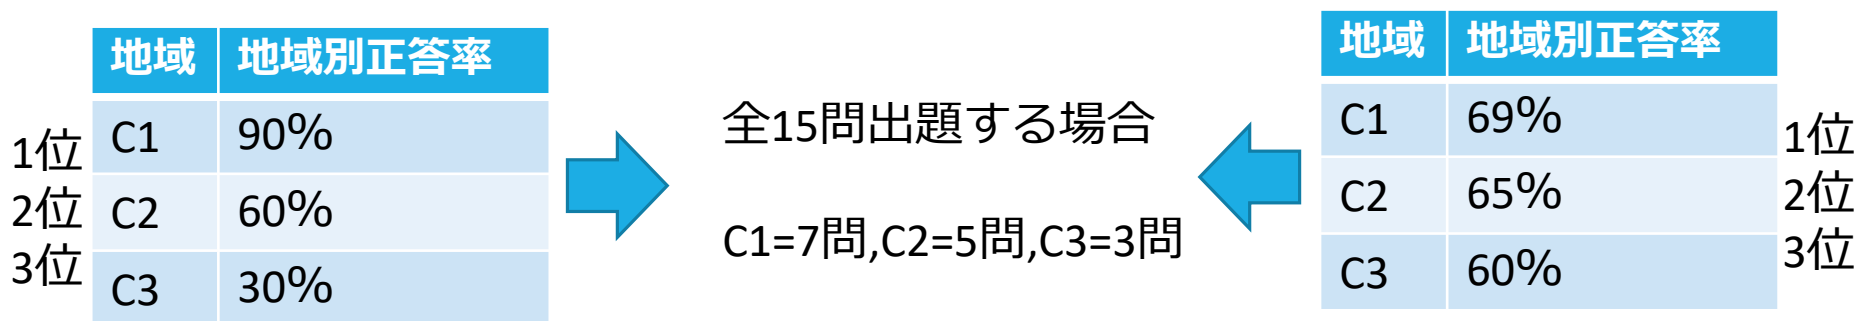 地域 地域別正答率
1位 C1 90%
2位 C2 60%
3位 C3 30%
全15問出題する場合
C1=7問,C2=5問,C3=3問
地域 地域別正答率
C1 69% 1位
C2 65% 2位
C3 60% 3位